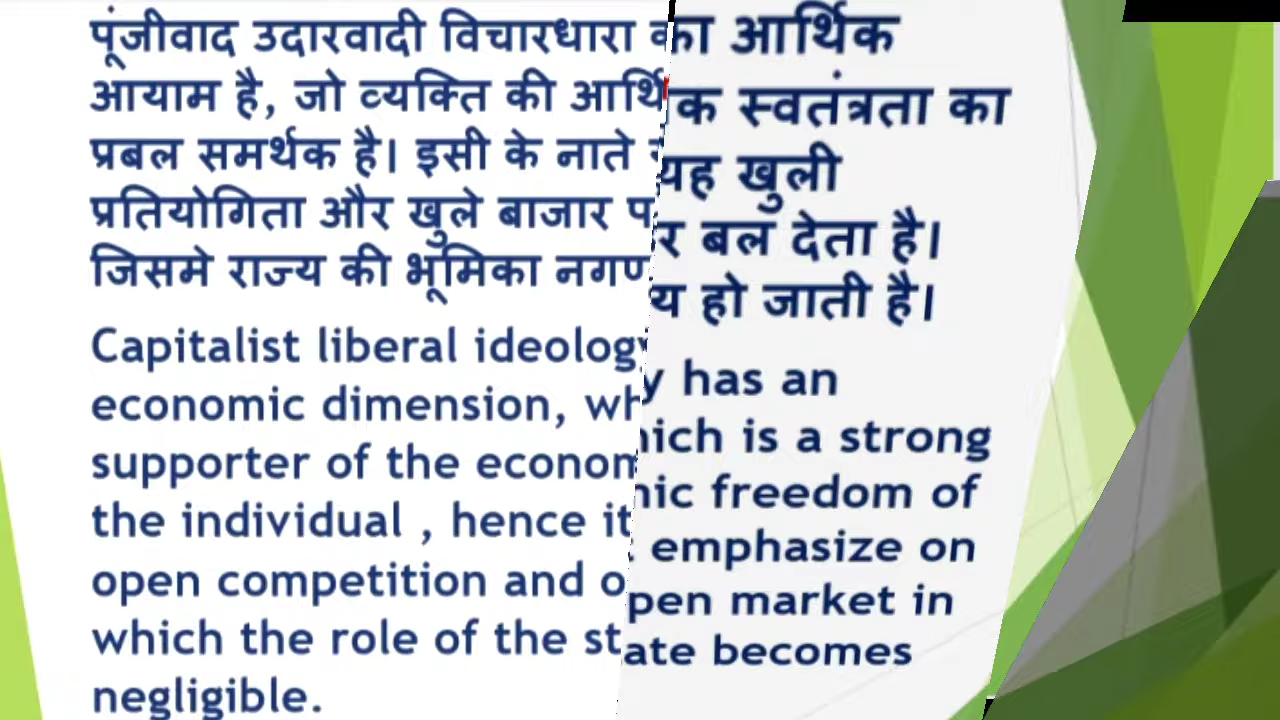 पूंजीवाद उदारवादी विचारधारा का आर्थिक
आयाम है, जो व्यक्ति की आर्थिक स्वतंत्रता का
प्रबल समर्थक है। इसी के नाते यह खुली
प्रतियोगिता और खुले बाजार पर बल देता है।
जिसमे राज्य की भूमिका नगण्य हो जाती है।
Capitalist liberal ideology has an
economic dimension, which is a strong
supporter of the economic freedom of
the individual , hence it emphasize on
open competition and open market in
which the role of the state becomes
negligible.